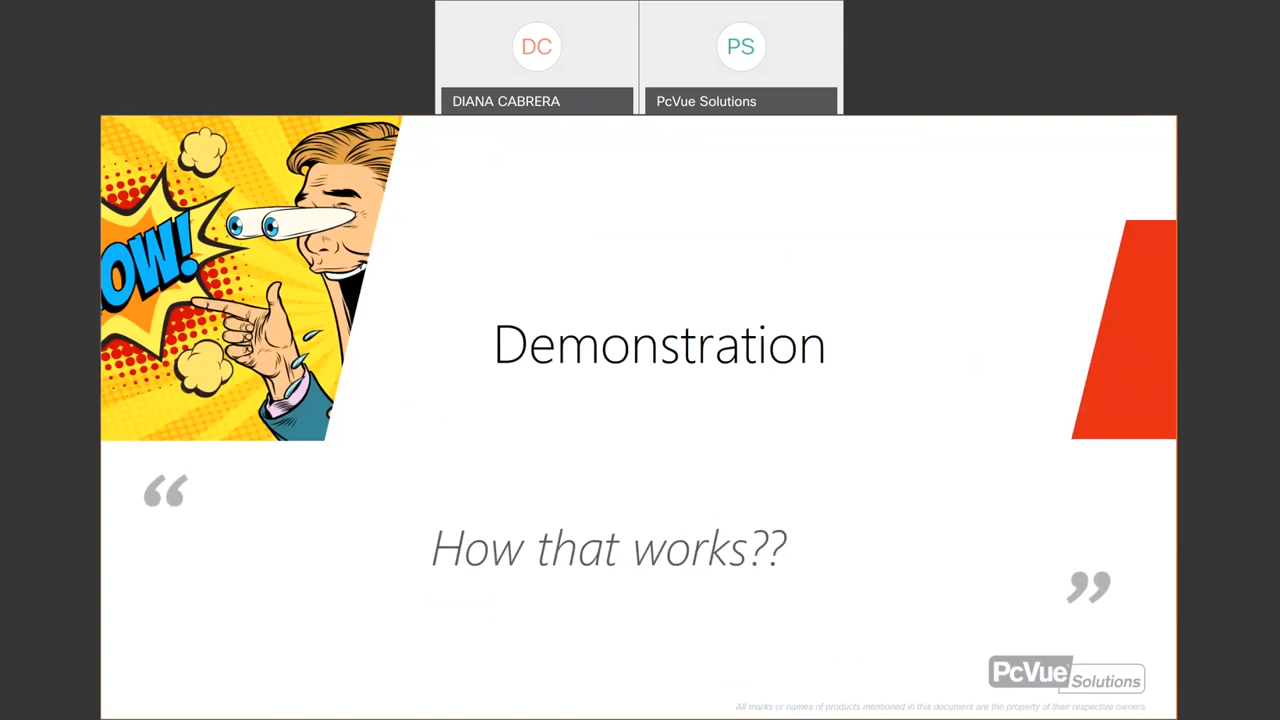 DC
PS
DIANA CABRERA
PcVue Solutions
OW!
Demonstration
“
How that works??
”
PcVue Solutions
All marks or names of products mentioned in this document are the property of their respective owners.